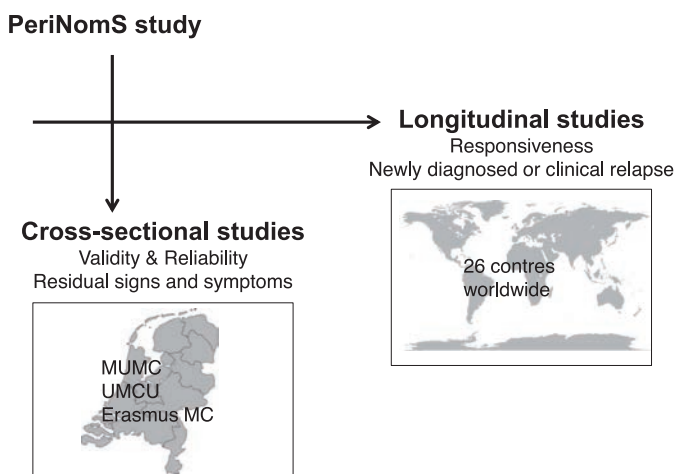 PeriNomS study
Longitudinal studies
Responsiveness
Newly diagnosed or clinical relapse
26 contres
worldwide
Cross-sectional studies
Validity & Reliability
Residual signs and symptoms
MUMC
UMCU
Erasmus MC